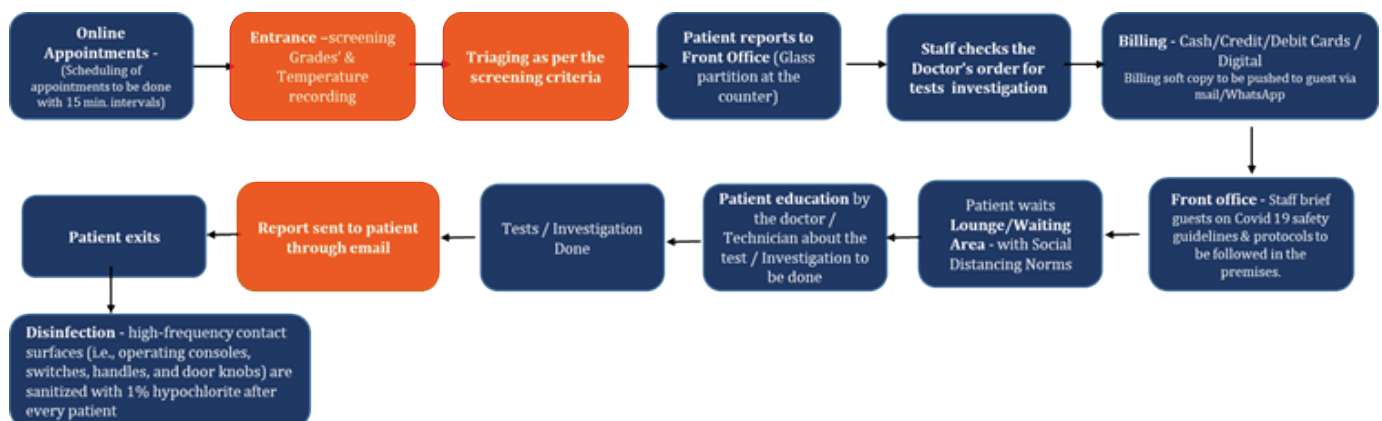 Online
Appointments -
(Scheduling of
appointments to be done
with 15 min. intervals)
Entrance –screening
Grades' &
Temperature
recording
Triaging as per the
screening criteria
Patient reports to
Front Office (Glass
partition at the
counter)
Staff checks the
Doctor's order for
tests investigation
Billing - Cash/Credit/Debit Cards /
Digital
Billing soft copy to be pushed to guest via
mail/WhatsApp
Front office - Staff brief
guests on Covid 19 safety
guidelines & protocols to
be followed in the
premises.
Patient waits
Lounge/Waiting
Area - with Social
Distancing Norms
Patient education by
the doctor /
Technician about the
test / Investigation to
be done
Tests / Investigation
Done
Report sent to patient
through email
Patient exits
Disinfection - high-frequency contact
surfaces (i.e., operating consoles,
switches, handles, and door knobs) are
sanitized with 1% hypochlorite after
every patient